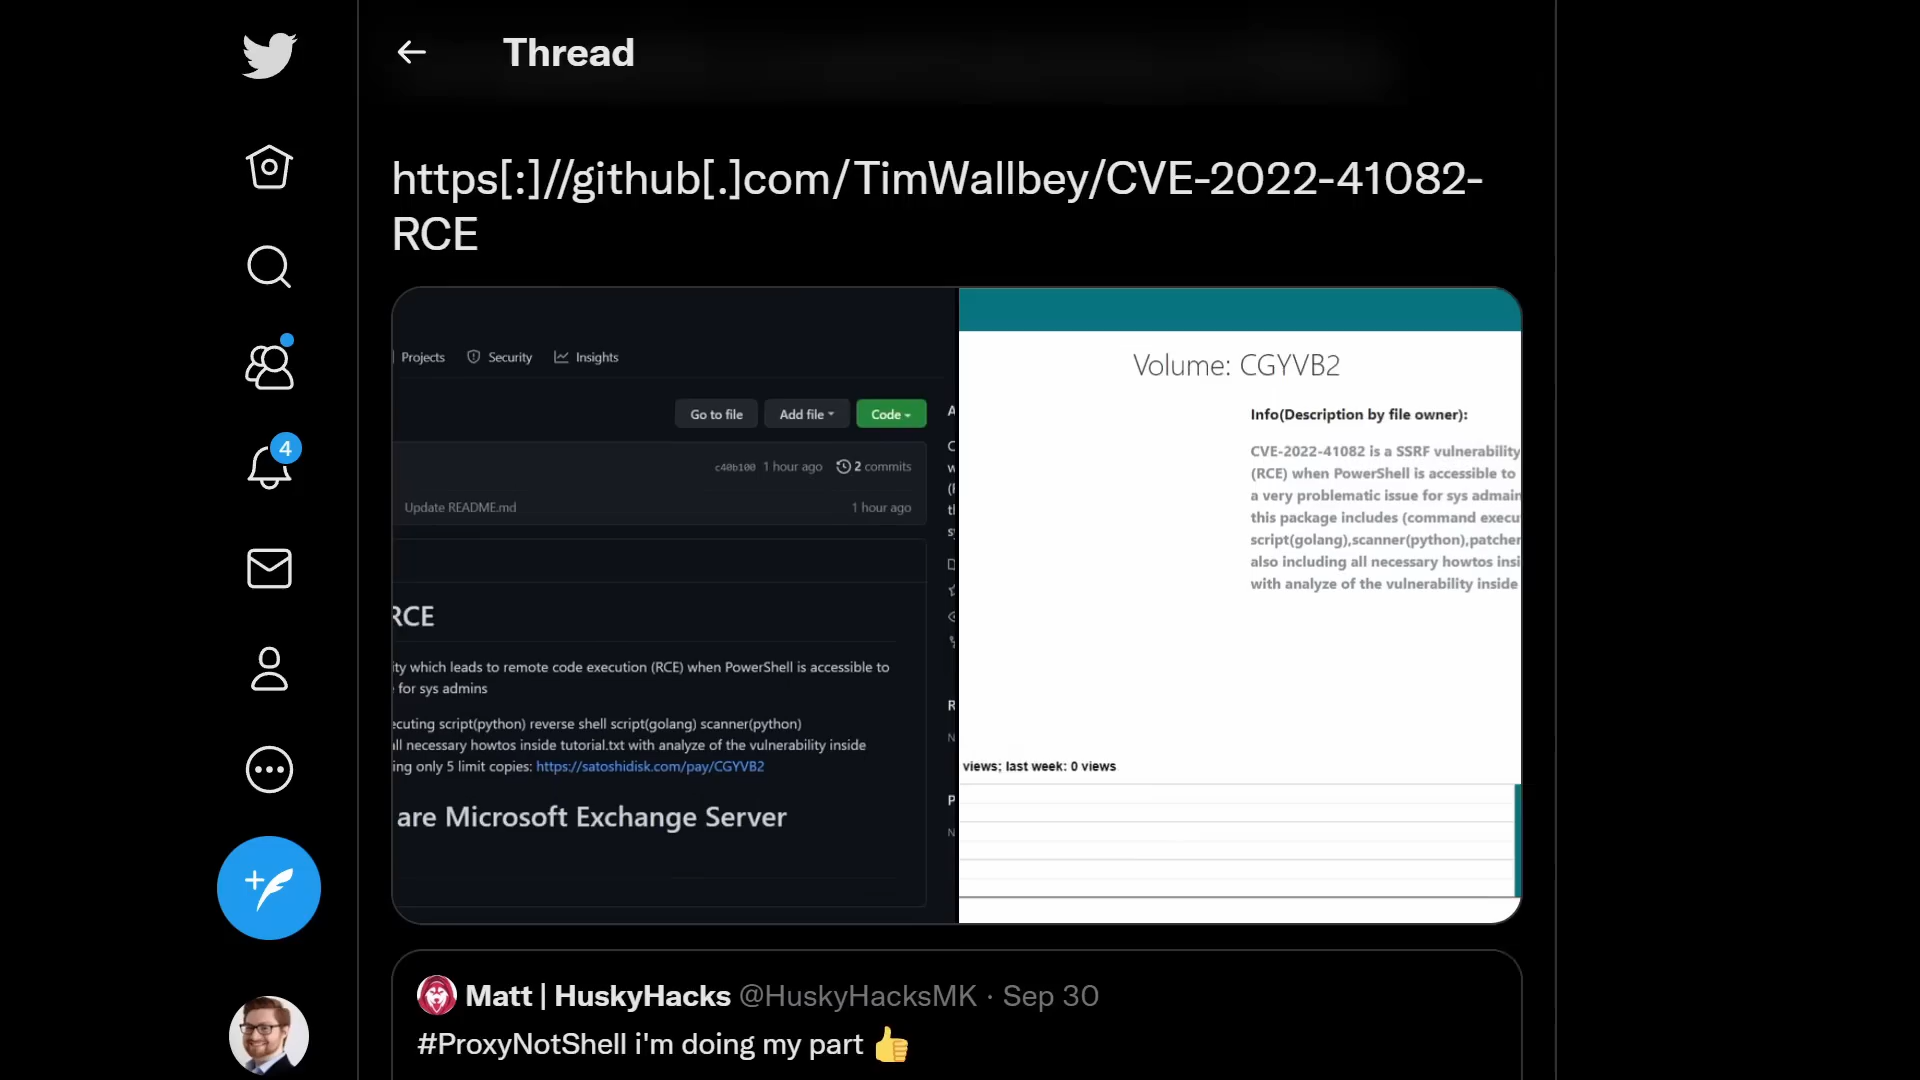 Thread
https[:]//github[.]com/TimWallbey/CVE-2022-41082-
RCE
Projects
Security
Insights
Go to file
Add file
Code
c40b100 1 hour ago 2 commits
Update README.md
1 hour ago
RCE
ity which leads to remote code execution (RCE) when PowerShell is accessible to
for sys admins
ecuting script(python) reverse shell script(golang) scanner(python)
all necessary howtos inside tutorial.txt with analyze of the vulnerability inside
ing only 5 limit copies: https://satoshidisk.com/pay/CGYVB2
are Microsoft Exchange Server
Volume: CGYVB2
Info(Description by file owner):
CVE-2022-41082 is a SSRF vulnerability
(RCE) when PowerShell is accessible to
a very problematic issue for sys admain
this package includes (command execu
script(golang),scanner(python),patcher
also including all necessary howtos insi
with analyze of the vulnerability inside
views; last week: 0 views
4
Matt | HuskyHacks @HuskyHacksMK · Sep 30
#ProxyNotShell i'm doing my part 👍